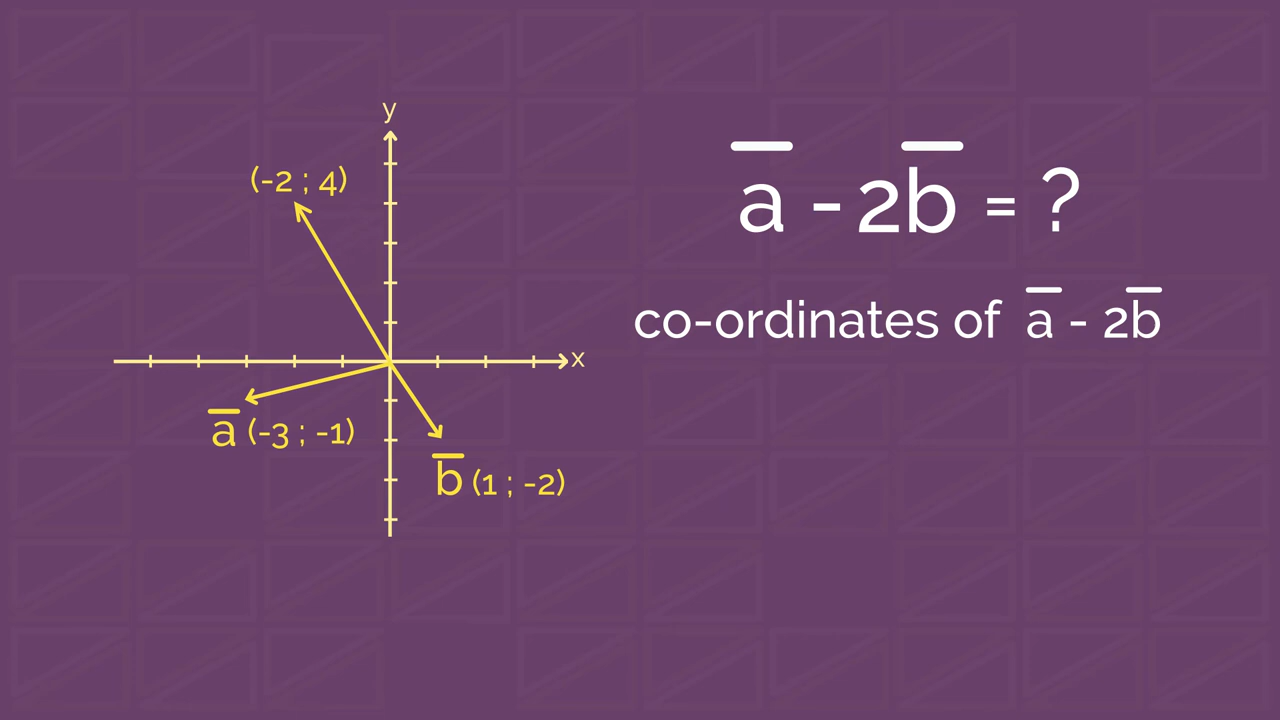 y
(-2 ; 4)
x
a̅ (-3 ; -1)
b̅ (1 ; -2)
a̅ - 2b̅ = ?
co-ordinates of a̅ - 2b̅